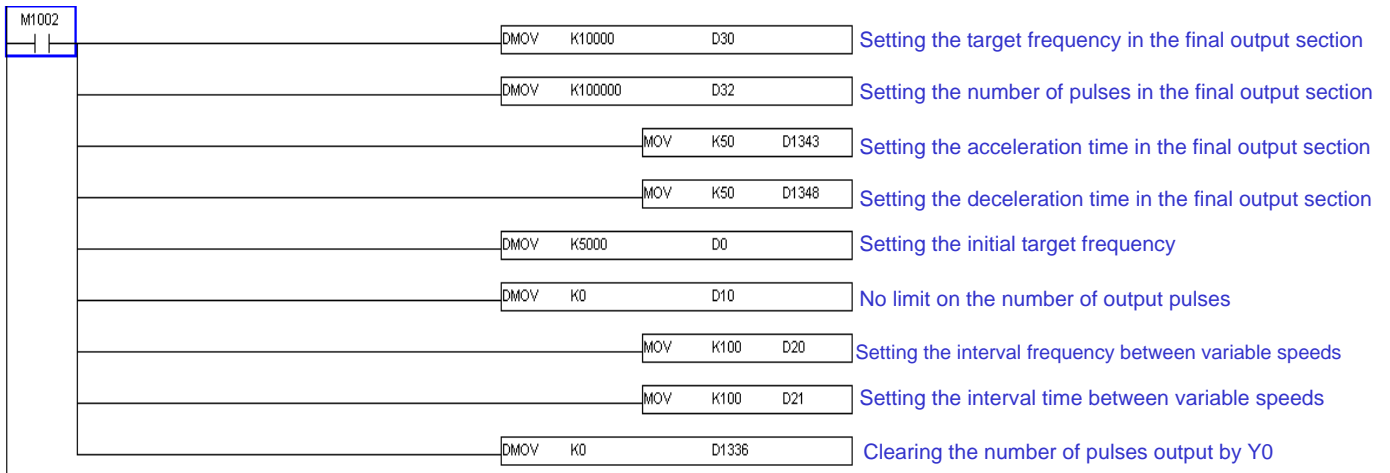 M1002
DMOV K10000 D30 Setting the target frequency in the final output section
DMOV K100000 D32 Setting the number of pulses in the final output section
MOV K50 D1343 Setting the acceleration time in the final output section
MOV K50 D1348 Setting the deceleration time in the final output section
DMOV K5000 D0 Setting the initial target frequency
DMOV K0 D10 No limit on the number of output pulses
MOV K100 D20 Setting the interval frequency between variable speeds
MOV K100 D21 Setting the interval time between variable speeds
DMOV K0 D1336 Clearing the number of pulses output by Y0